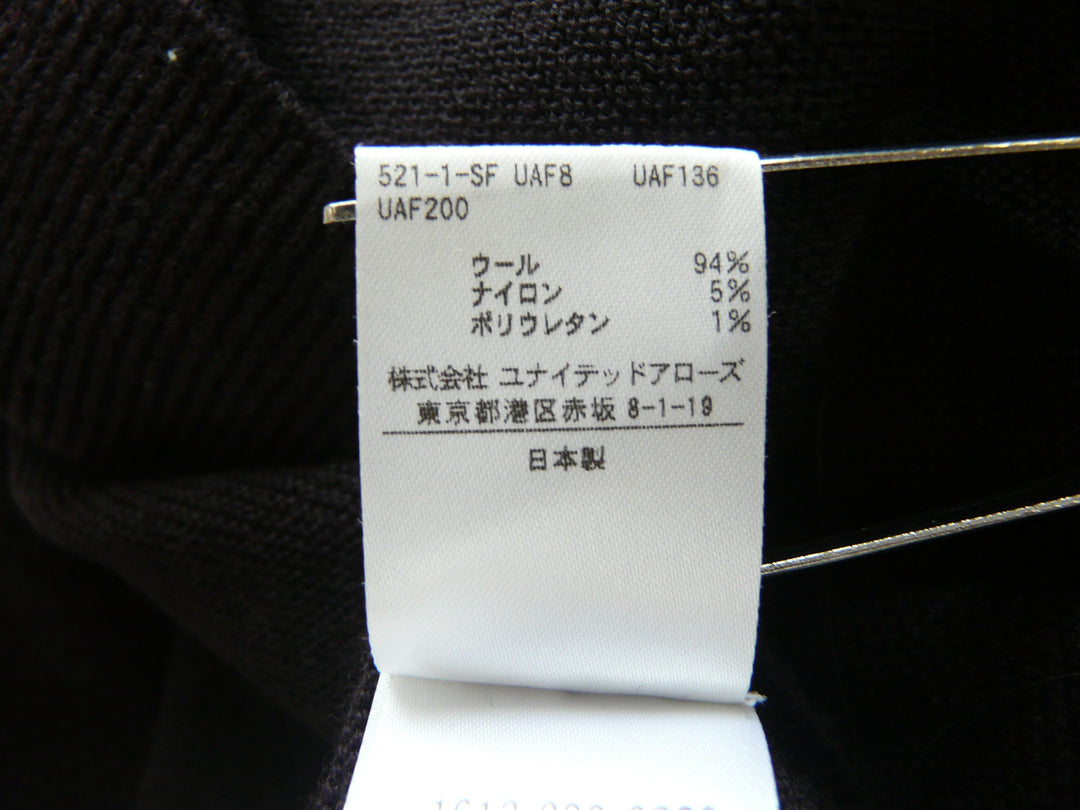 521-1-SF UAF8 UAF136
UAF200
ウール 94%
ナイロン 5%
ポリウレタン 1%
株式会社 ユナイテッドアローズ
東京都港区赤坂 8-1-19
日本製